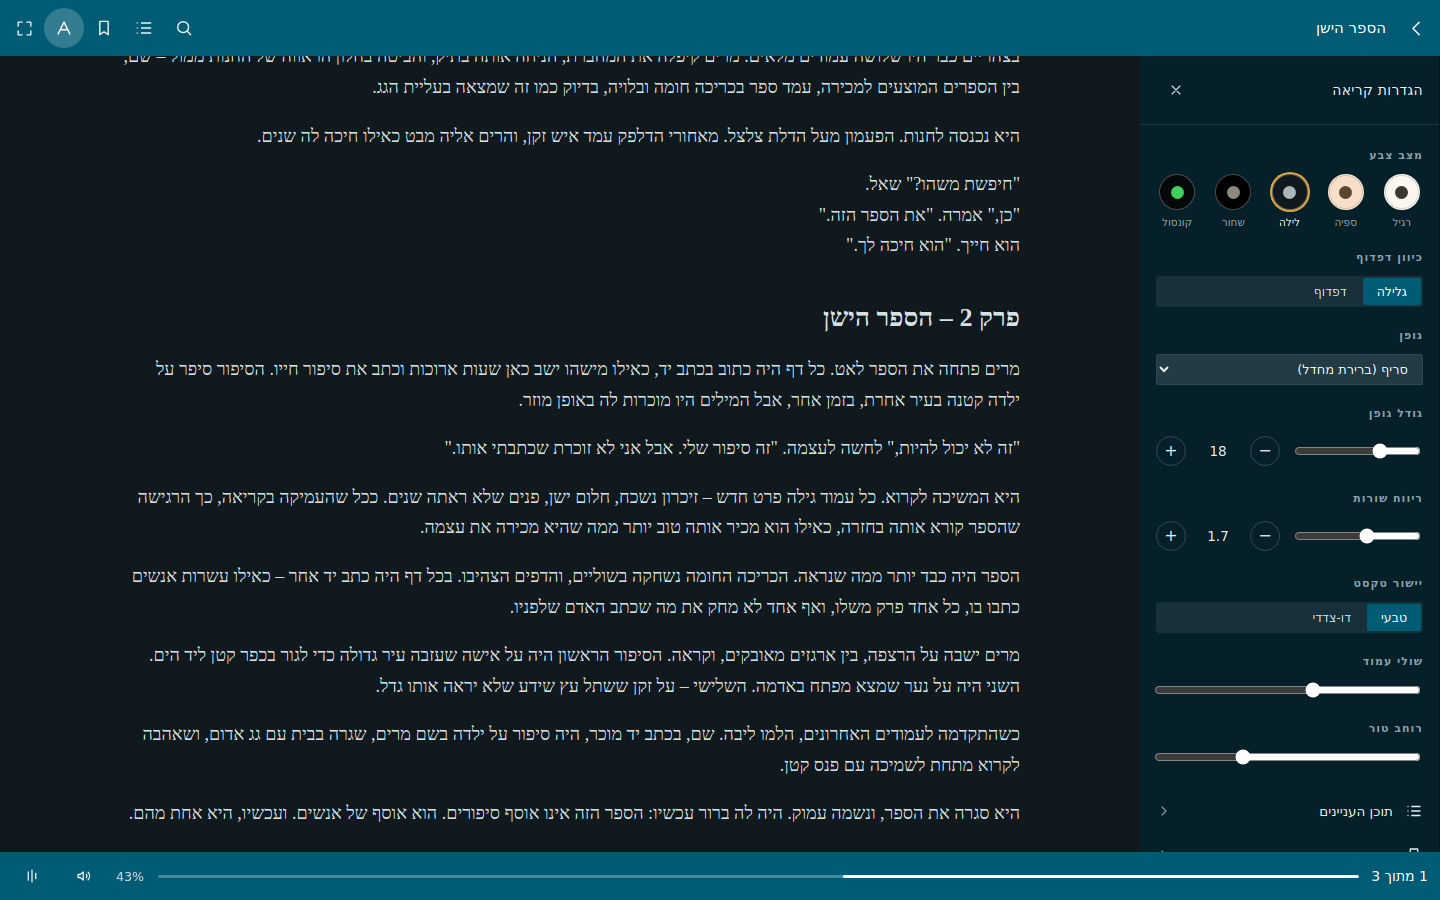 הספר הישן
הגדרות קריאה
מצב צבע
רגיל
ספיה
לילה
שחור
קונסול
כיוון דפדוף
גלילה
דפדוף
גופן
סריף (ברירת מחדל)
גודל גופן
18
ריווח שורות
1.7
יישור טקסט
טבעי
דו-צדדי
שולי עמוד
רוחב טור
תוכן העניינים
בין הספרים המוצעים למכירה, עמד ספר בכריכה חומה ובלויה, בדיוק כמו זה שמצאה בעליית הגג.
היא נכנסה לחנות. הפעמון מעל הדלת צלצל. מאחורי הדלפק עמד איש זקן, והרים אליה מבט כאילו חיכה לה שנים.
"חיפשת משהו?" שאל.
"כן," אמרה. "את הספר הזה."
הוא חייך. "הוא חיכה לך."
פרק 2 – הספר הישן
מרים פתחה את הספר לאט. כל דף היה כתוב בכתב יד, כאילו מישהו ישב כאן שעות ארוכות וכתב את סיפור חייו. הסיפור סיפר על
ילדה קטנה בעיר אחרת, בזמן אחר, אבל המילים היו מוכרות לה באופן מוזר.
"זה לא יכול להיות," לחשה לעצמה. "זה סיפור שלי. אבל אני לא זוכרת שכתבתי אותו."
היא המשיכה לקרוא. כל עמוד גילה פרט חדש – זיכרון נשכח, חלום ישן, פנים שלא ראתה שנים. ככל שהעמיקה בקריאה, כך הרגישה
שהספר קורא אותה בחזרה, כאילו הוא מכיר אותה טוב יותר ממה שהיא מכירה את עצמה.
הספר היה כבד יותר ממה שנראה. הכריכה החומה נשחקה בשוליים, והדפים הצהיבו. בכל דף היה כתב יד אחר – כאילו עשרות אנשים
כתבו בו, כל אחד פרק משלו, ואף אחד לא מחק את מה שכתב האדם שלפניו.
מרים ישבה על הרצפה, בין ארגזים מאובקים, וקראה. הסיפור הראשון היה על אישה שעזבה עיר גדולה כדי לגור בכפר קטן ליד הים.
השני היה על נער שמצא מפתח באדמה. השלישי – על זקן ששתל עץ שידע שלא יראה אותו גדל.
כשהתקדמה לעמודים האחרונים, הלמו ליבה. שם, בכתב יד מוכר, היה סיפור על ילדה בשם מרים, שגרה בבית עם גג אדום, ושאהבה
לקרוא מתחת לשמיכה עם פנס קטן.
היא סגרה את הספר, ונשמה עמוק. היה לה ברור עכשיו: הספר הזה אינו אוסף סיפורים. הוא אוסף של אנשים. ועכשיו, היא אחת מהם.
1 מתוך 3
43%